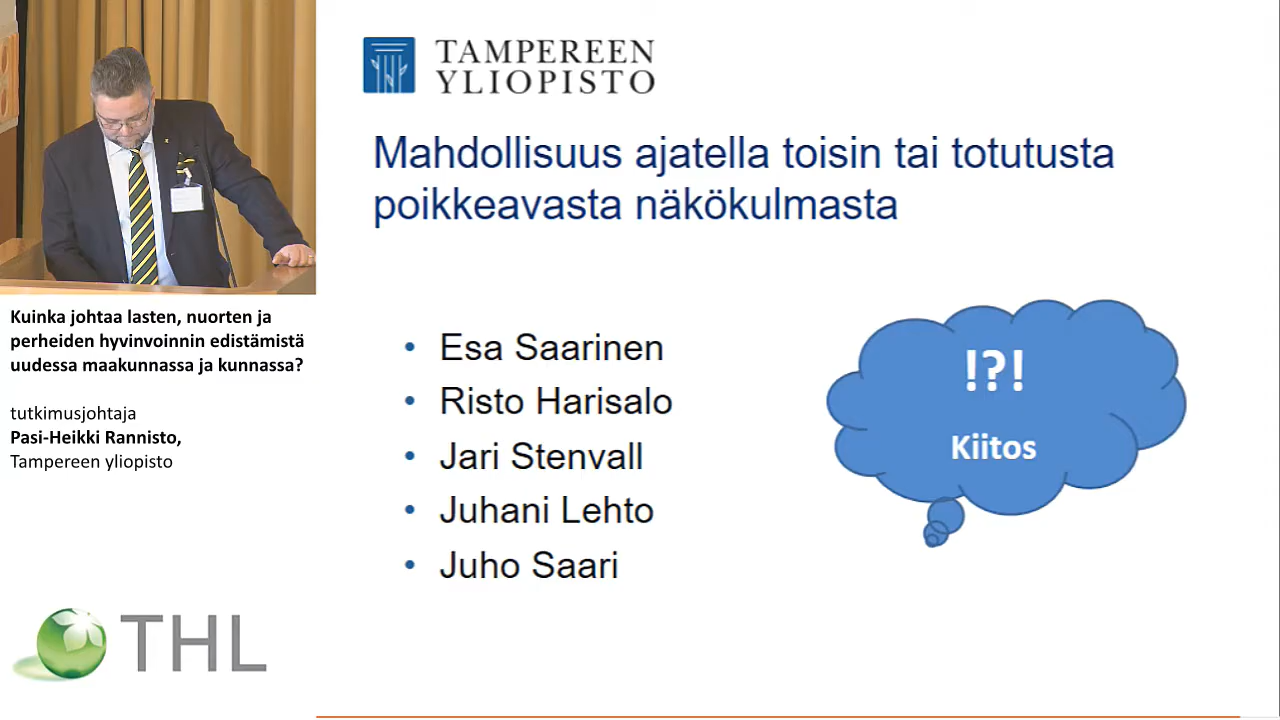 TAMPEREEN
YLIOPISTO
Mahdollisuus ajatella toisin tai totutusta
poikkeavasta näkökulmasta
• Esa Saarinen
• Risto Harisalo
• Jari Stenvall
• Juhani Lehto
• Juho Saari
!?!
Kiitos
Kuinka johtaa lasten, nuorten ja
perheiden hyvinvoinnin edistämistä
uudessa maakunnassa ja kunnassa?
tutkimusjohtaja
Pasi-Heikki Rannisto,
Tampereen yliopisto
THL